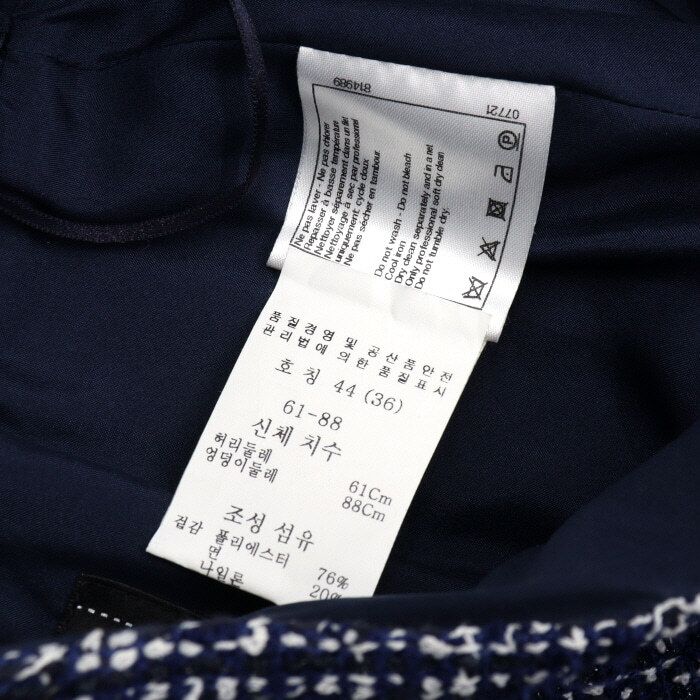 814989
07721
Ne pas laver - Ne pas chlorer
Repasser à basse température
Nettoyer séparement dans un filet
Nettoyage à sec par professionnel
uniquement cycle doux
Ne pas sécher en tambour.
Do not wash - Do not bleach
Cool iron
Dry clean separately and in a net
Only professional soft dry clean
Do not tumble dry.
품질경영 및 공산품안전
관리법에 의한 품질표시
호칭 44 (36)
61-88
신체 치수
허리둘레 61Cm
엉덩이둘레 88Cm
조성 섬유
겉감 폴리에스터 76%
면 20%
나일론